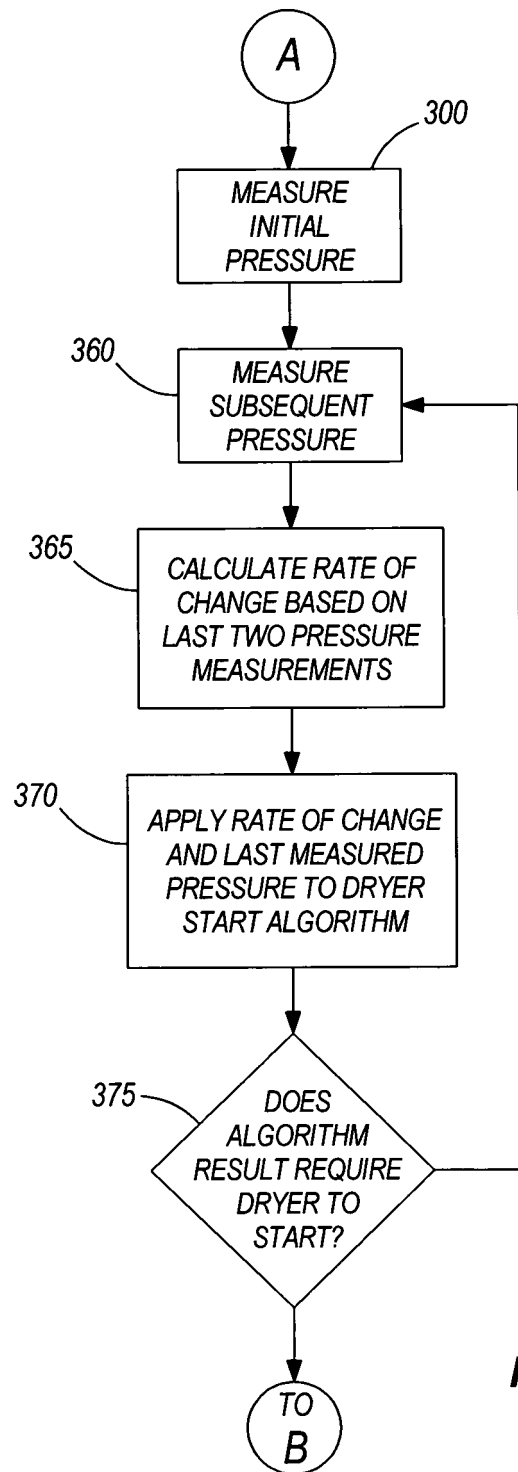 A
300
MEASURE
INITIAL
PRESSURE
360
MEASURE
SUBSEQUENT
PRESSURE
365
CALCULATE RATE OF
CHANGE BASED ON
LAST TWO PRESSURE
MEASUREMENTS
370
APPLY RATE OF CHANGE
AND LAST MEASURED
PRESSURE TO DRYER
START ALGORITHM
375
DOES
ALGORITHM
RESULT REQUIRE
DRYER TO
START?
TO
B